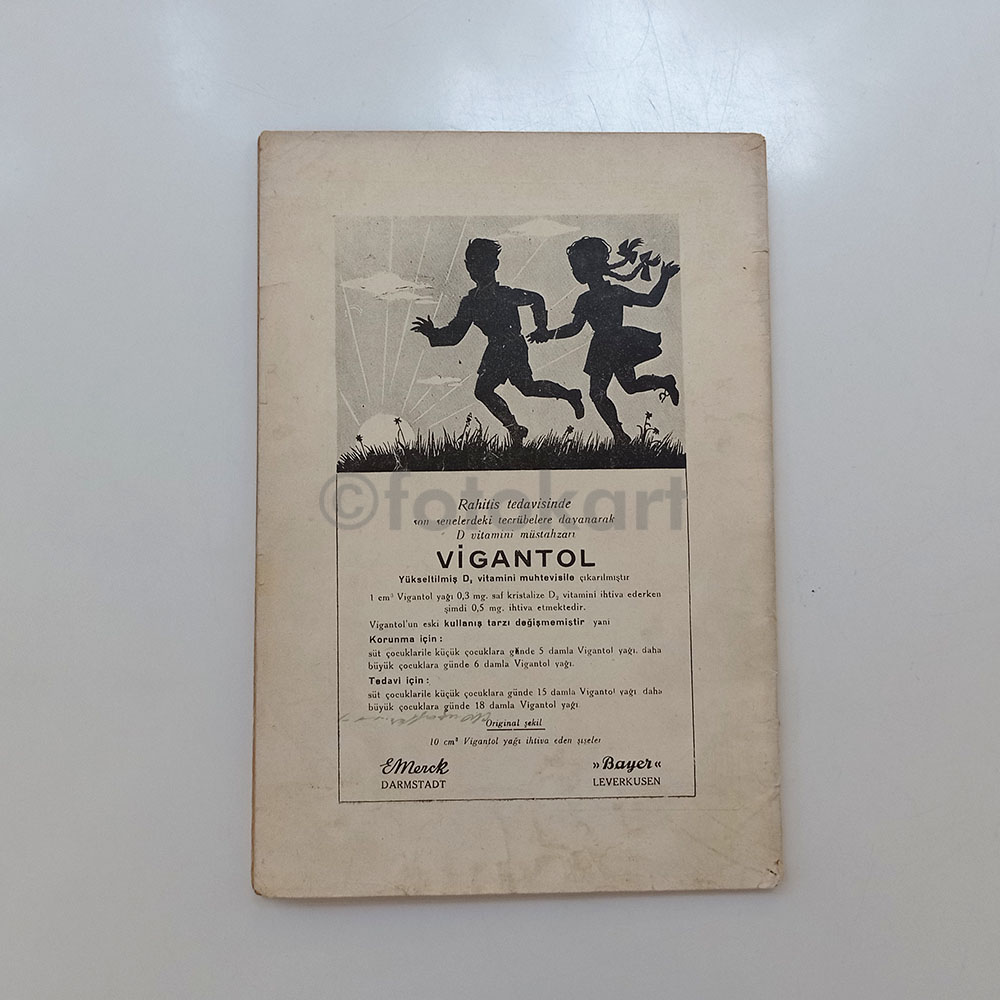 ©fotokart
Rahitis tedavisinde
son senelerdeki tecrübelere dayanarak
D vitamini müstahzarı
VİGANTOL
Yükseltilmiş D₂ vitamini muhtevisile çıkarılmıştır
1 cm³ Vigantol yağı 0,3 mg. saf kristalize D₂ vitamini ihtiva ederken
şimdi 0,5 mg. ihtiva etmektedir.
Vigantol'un eski kullanış tarzı değişmemiştir yani
Korunma için :
süt çocuklarile küçük çocuklara günde 5 damla Vigantol yağı, daha
büyük çocuklara günde 6 damla Vigantol yağı.
Tedavi için :
süt çocuklarile küçük çocuklara günde 15 damla Vigantol yağı daha
büyük çocuklara günde 18 damla Vigantol yağı
Original şekil
10 cm³ Vigantol yağı ihtiva eden şişeler
EMerck
DARMSTADT
»Bayer«
LEVERKUSEN